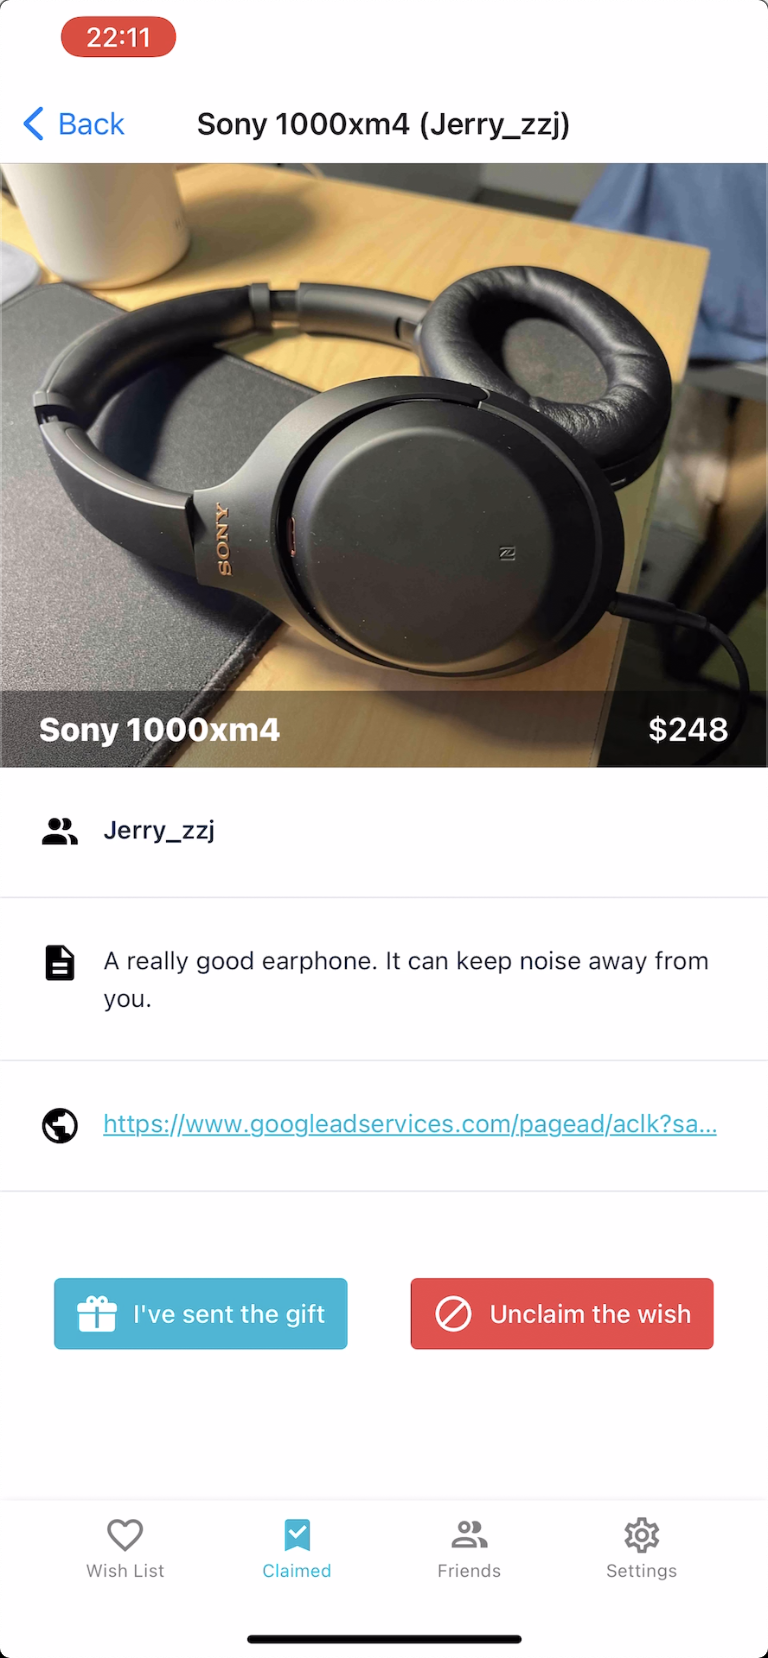 22:11
Back
Sony 1000xm4 (Jerry_zzj)
SONY
Sony 1000xm4
$248
Jerry_zzj
A really good earphone. It can keep noise away from
you.
https://www.googleadservices.com/pagead/aclk?sa...
I've sent the gift
Unclaim the wish
Wish List
Claimed
Friends
Settings